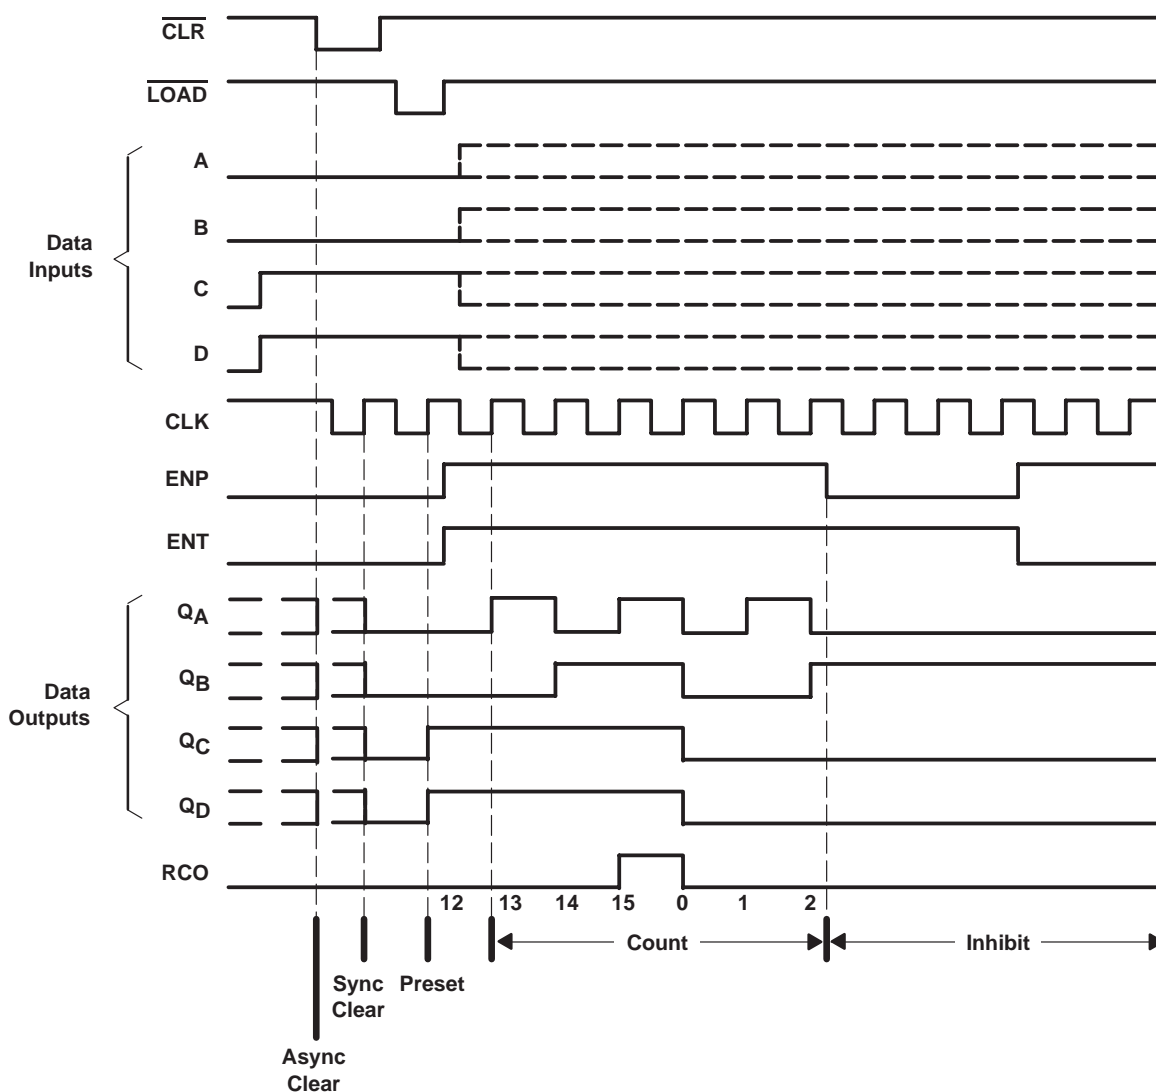 CLR
LOAD
A
B
Data
Inputs
C
D
CLK
ENP
ENT
QA
QB
Data
Outputs
QC
QD
RCO
12 13 14 15 0 1 2
Count Inhibit
Sync Preset
Clear
Async
Clear